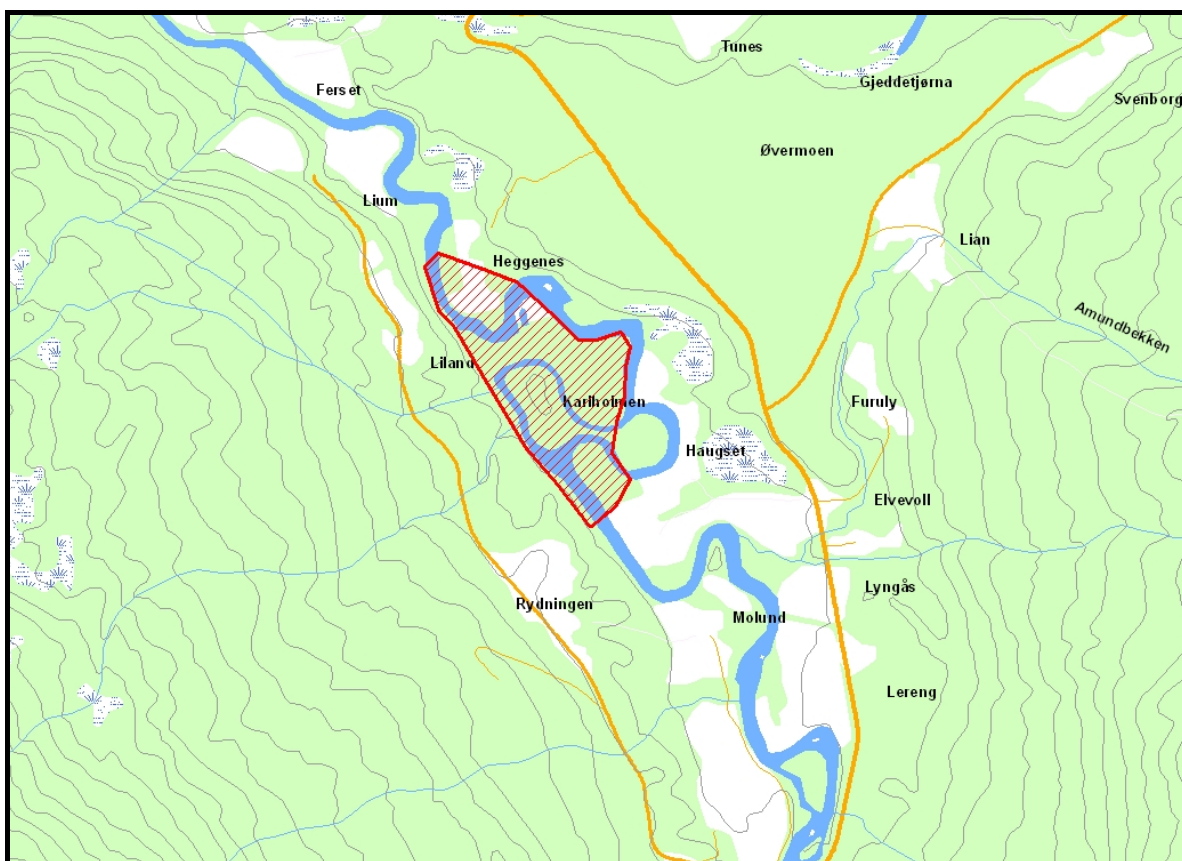 Tunes
Gjeddetjørna
Ferset
Svenborg
Øvermoen
Lium
Lian
Heggenes
Amundbekken
Liland
Karlholmen
Furuly
Haugset
Elvevoll
Lyngås
Rydningen
Molund
Lereng